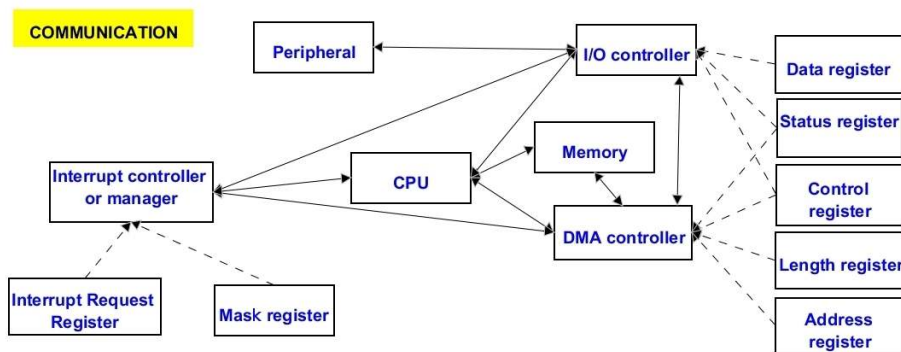 COMMUNICATION
Peripheral
I/O controller
Data register
Status register
Memory
Interrupt controller
or manager
CPU
Control
register
DMA controller
Length register
Interrupt Request
Register
Mask register
Address
register